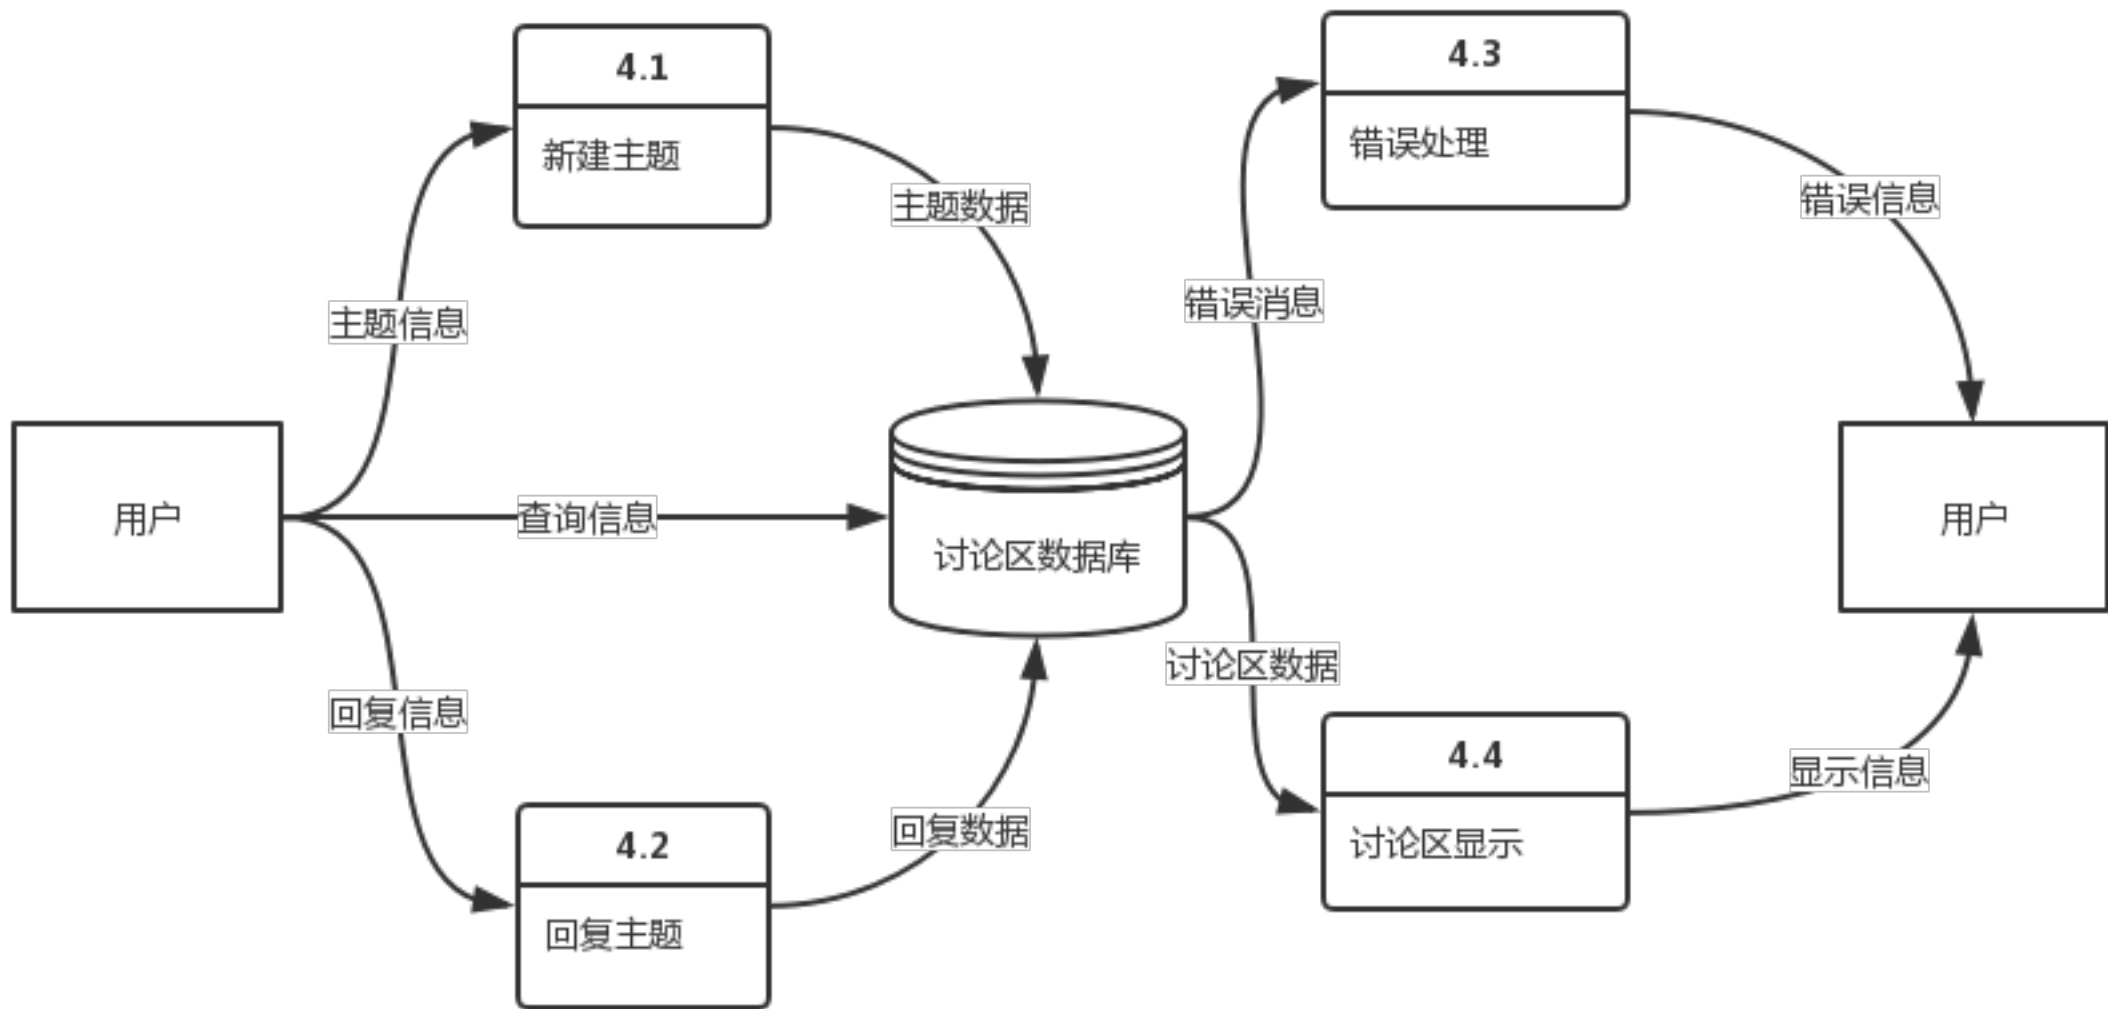 4.1
新建主题
4.3
错误处理
主题数据
错误信息
主题信息
错误消息
用户
查询信息
讨论区数据库
用户
回复信息
讨论区数据
4.2
回复主题
回复数据
4.4
讨论区显示
显示信息